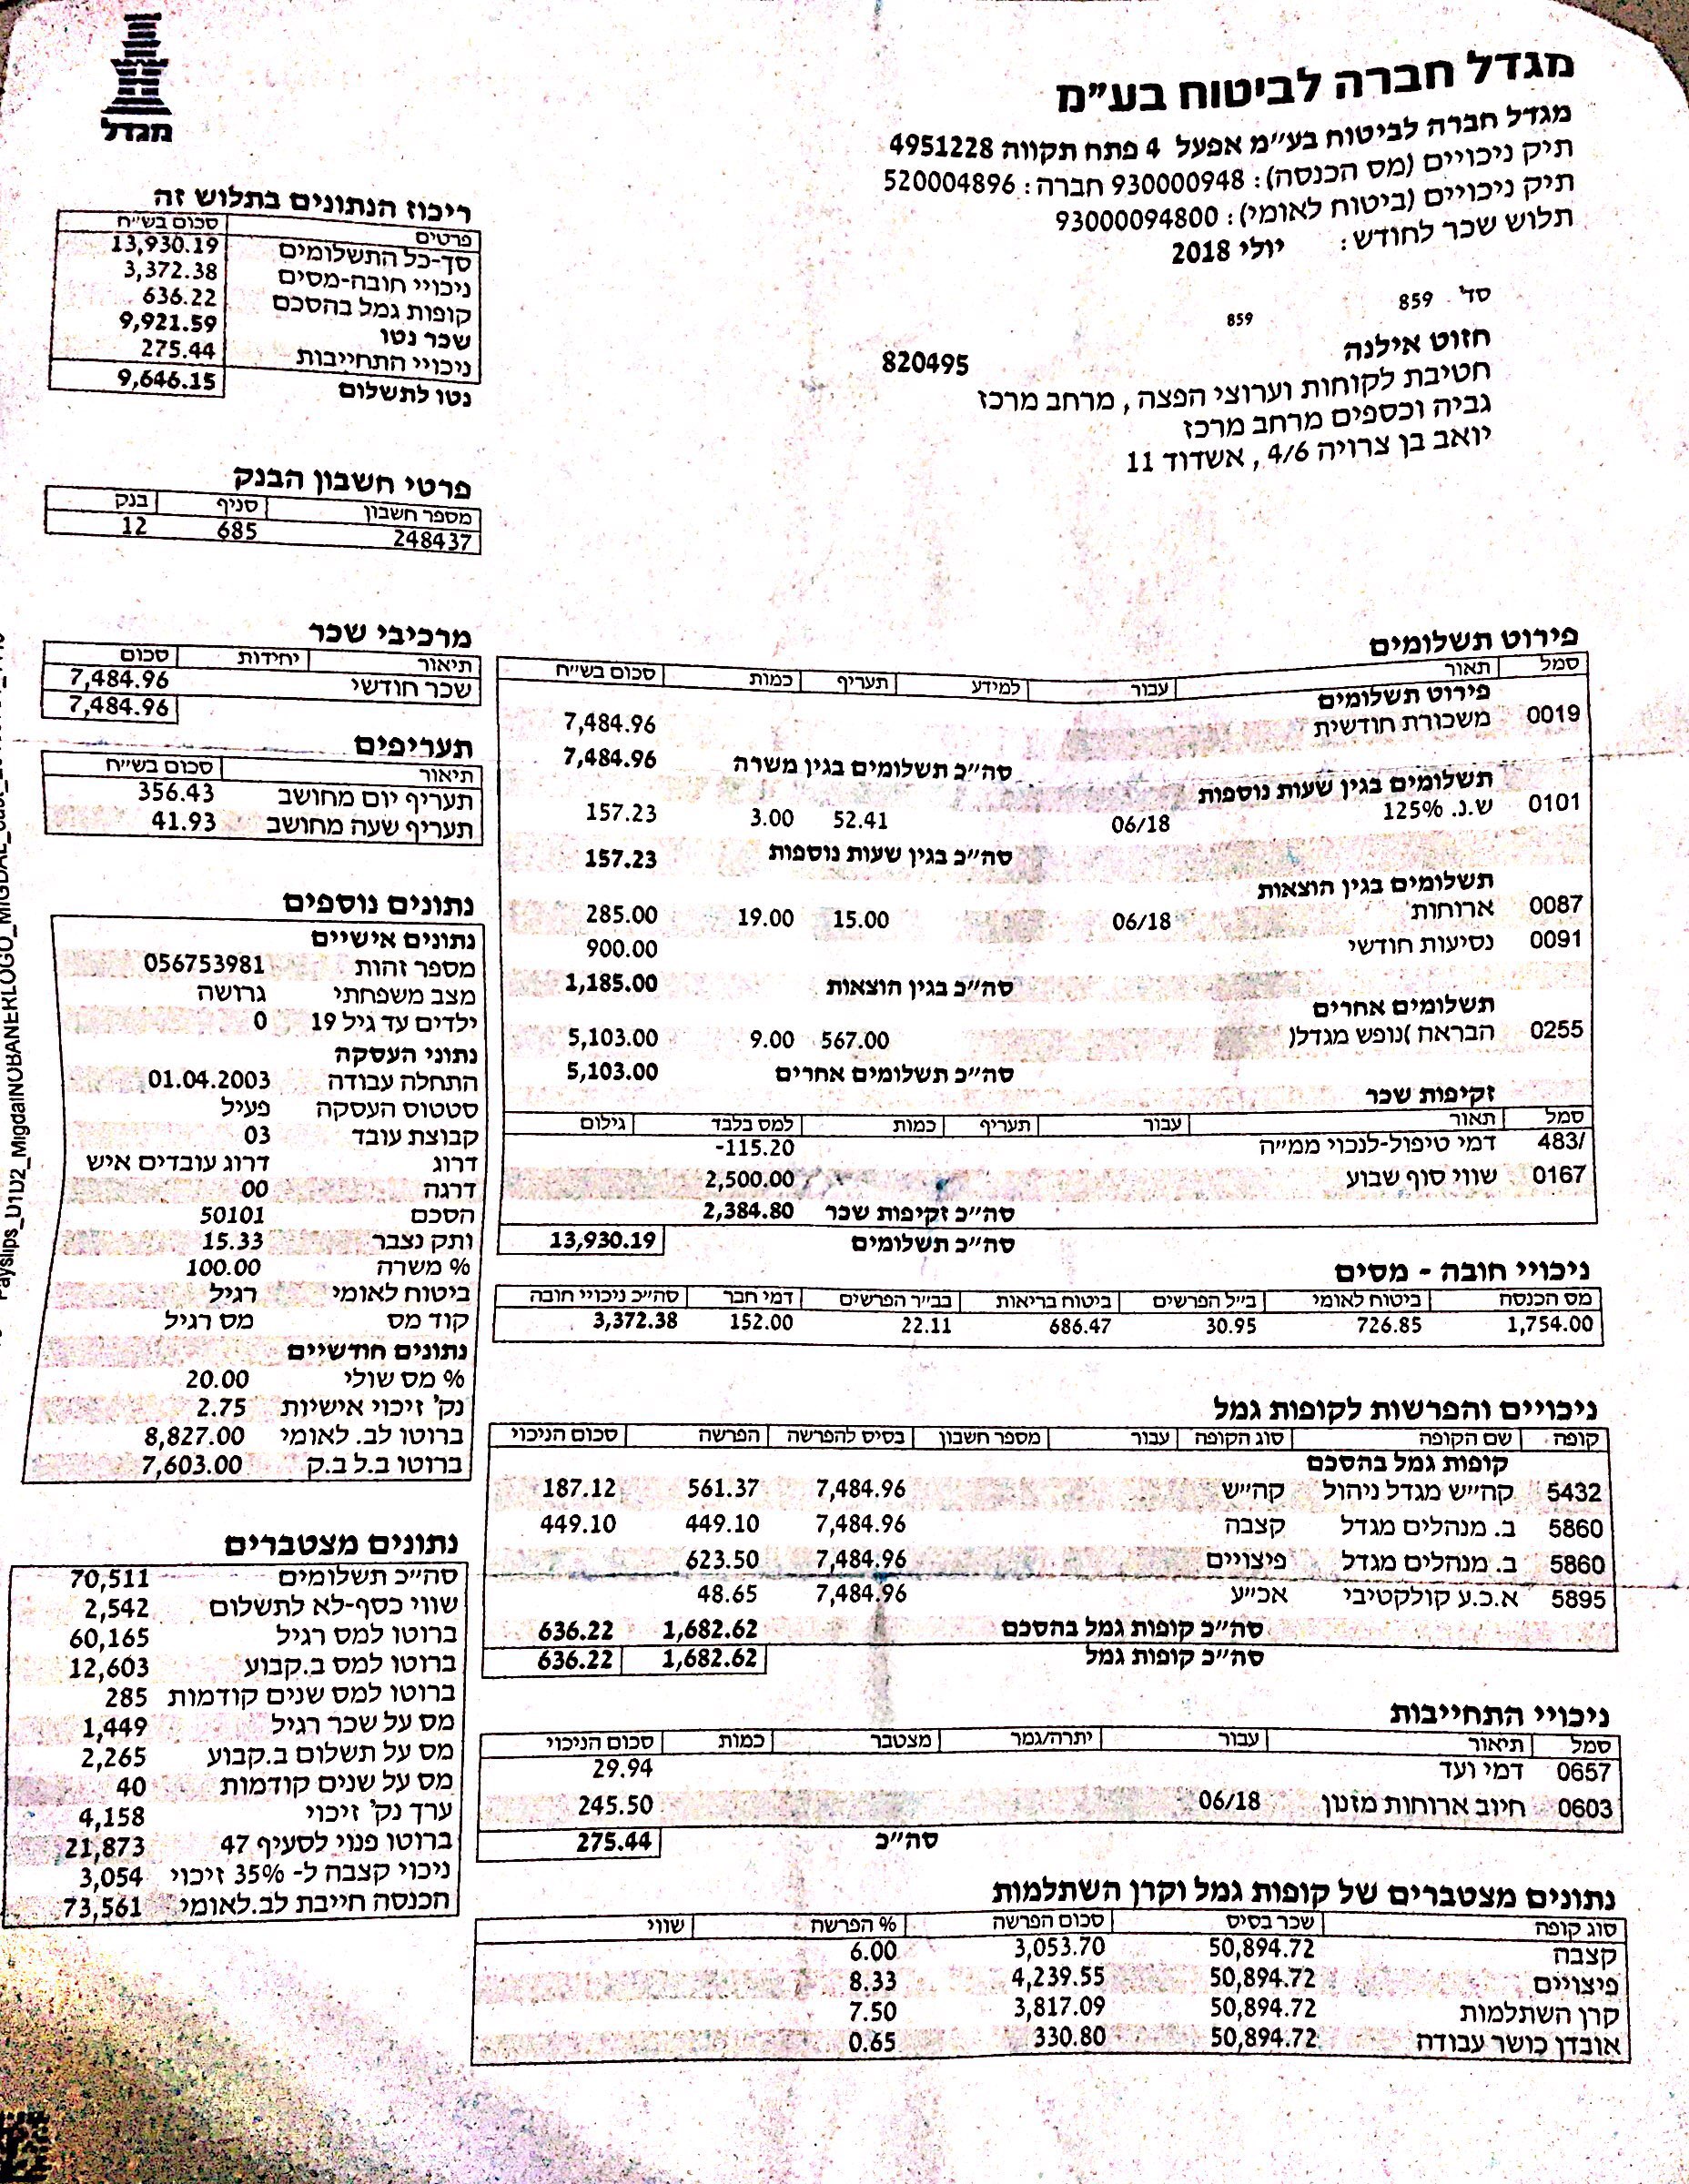 מגדל חברה לביטוח בע"מ
מגדל חברה לביטוח בע"מ אפעל 4 פתח תקווה 4951228
תיק ניכויים (מס הכנסה): 930000948 חברה: 520004896
תיק ניכויים (ביטוח לאומי): 93000094800
תלוש שכר לחודש: יולי 2018
סד' 859
859
חזוט אילנה
820495
חטיבת לקוחות וערוצי הפצה, מרחב מרכז
גביה וכספים מרחב מרכז
יואב בן צרויה 4/6, אשדוד 11
מגדל
ריכוז הנתונים בתלוש זה
פרטים סכום בש"ח
סך-כל התשלומים 13,930.19
ניכויי חובה-מסים 3,372.38
קופות גמל בהסכם 636.22
שכר נטו 9,921.59
ניכויי התחייבות 275.44
נטו לתשלום 9,646.15
פרטי חשבון הבנק
מספר חשבון סניף בנק
248437 685 12
פירוט תשלומים
סמל תאור עבור למידע תעריף כמות סכום בש"ח
פירוט תשלומים
0019 משכורת חודשית 7,484.96
סה"כ תשלומים בגין משרה 7,484.96
תשלומים בגין שעות נוספות
0101 ש.נ. 125% 06/18 52.41 3.00 157.23
סה"כ בגין שעות נוספות 157.23
תשלומים בגין הוצאות
0087 ארוחות 06/18 15.00 19.00 285.00
0091 נסיעות חודשי 900.00
סה"כ בגין הוצאות 1,185.00
תשלומים אחרים
0255 הבראה )נופש מגדל( 567.00 9.00 5,103.00
סה"כ תשלומים אחרים 5,103.00
זקיפות שכר
סמל תאור עבור תעריף כמות למס בלבד גילום
/483 דמי טיפול-לנכוי ממ"ה 115.20-
0167 שווי סוף שבוע 2,500.00
סה"כ זקיפות שכר 2,384.80
סה"כ תשלומים 13,930.19
ניכויי חובה - מסים
מס הכנסה ביטוח לאומי ב"ל הפרשים ביטוח בריאות בב"ר הפרשים דמי חבר סה"כ ניכויי חובה
1,754.00 726.85 30.95 686.47 22.11 152.00 3,372.38
ניכויים והפרשות לקופות גמל
קופה שם הקופה סוג הקופה עבור מספר חשבון בסיס להפרשה הפרשה סכום הניכוי
קופות גמל בהסכם
5432 קה"ש מגדל ניהול קה"ש 7,484.96 561.37 187.12
5860 ב. מנהלים מגדל קצבה 7,484.96 449.10 449.10
5860 ב. מנהלים מגדל פיצויים 7,484.96 623.50
5895 א.כ.ע קולקטיבי אכ"ע 7,484.96 48.65
סה"כ קופות גמל בהסכם 1,682.62 636.22
סה"כ קופות גמל 1,682.62 636.22
ניכויי התחייבות
סמל תיאור עבור יתרה/גמר מצטבר כמות סכום הניכוי
0657 דמי ועד 29.94
0603 חיוב ארוחות מזנון 06/18 245.50
סה"כ 275.44
נתונים מצטברים של קופות גמל וקרן השתלמות
סוג קופה שכר בסיס סכום הפרשה % הפרשה שווי
קצבה 50,894.72 3,053.70 6.00
פיצויים 50,894.72 4,239.55 8.33
קרן השתלמות 50,894.72 3,817.09 7.50
אובדן כושר עבודה 50,894.72 330.80 0.65
מרכיבי שכר
תיאור יחידות סכום
שכר חודשי 7,484.96
7,484.96
תעריפים
תיאור סכום בש"ח
תעריף יום מחושב 356.43
תעריף שעה מחושב 41.93
נתונים נוספים
נתונים אישיים
מספר זהות 056753981
מצב משפחתי גרושה
ילדים עד גיל 19 0
נתוני העסקה
התחלה עבודה 01.04.2003
סטטוס העסקה פעיל
קבוצת עובד 03
דרוג דרוג עובדים איש
דרגה 00
הסכם 50101
ותק נצבר 15.33
% משרה 100.00
ביטוח לאומי רגיל
קוד מס מס רגיל
נתונים חודשיים
% מס שולי 20.00
נק' זיכוי אישיות 2.75
ברוטו לב. לאומי 8,827.00
ברוטו ב.ל ב.ק 7,603.00
נתונים מצטברים
סה"כ תשלומים 70,511
שווי כסף-לא לתשלום 2,542
ברוטו למס רגיל 60,165
ברוטו למס ב.קבוע 12,603
ברוטו למס שנים קודמות 285
מס על שכר רגיל 1,449
מס על תשלום ב.קבוע 2,265
מס על שנים קודמות 40
ערך נק' זיכוי 4,158
ברוטו פנוי לסעיף 47 21,873
ניכוי קצבה ל- 35% זיכוי 3,054
הכנסה חייבת לב.לאומי 73,561